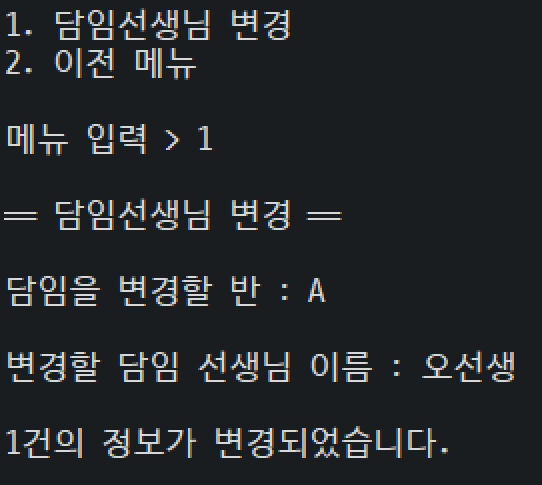 1. 담임선생님 변경
2. 이전 메뉴
메뉴 입력 > 1
== 담임선생님 변경 ==
담임을 변경할 반 : A
변경할 담임 선생님 이름 : 오선생
1건의 정보가 변경되었습니다.